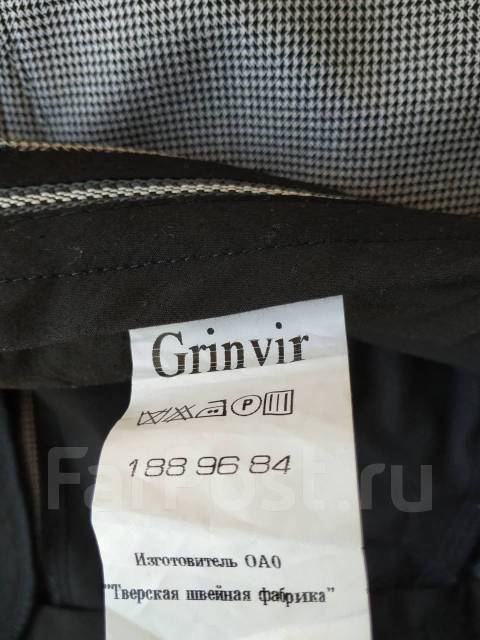 Grinvir
P
188 96 84
FarPost.ru
Изготовитель ОАО
"Тверская швейная фабрика"